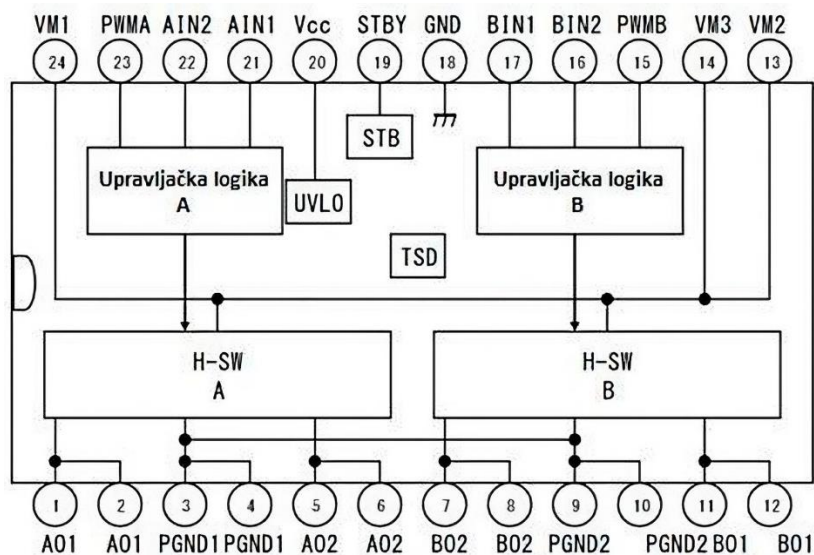 VM1 PWMA AIN2 AIN1 Vcc STBY GND BIN1 BIN2 PWMB VM3 VM2
24 23 22 21 20 19 18 17 16 15 14 13
STB
Upravljačka logika
A
Upravljačka logika
B
UVLO
TSD
H-SW
A
H-SW
B
1 2 3 4 5 6 7 8 9 10 11 12
AO1 AO1 PGND1 PGND1 AO2 AO2 BO2 BO2 PGND2 PGND2 BO1 BO1